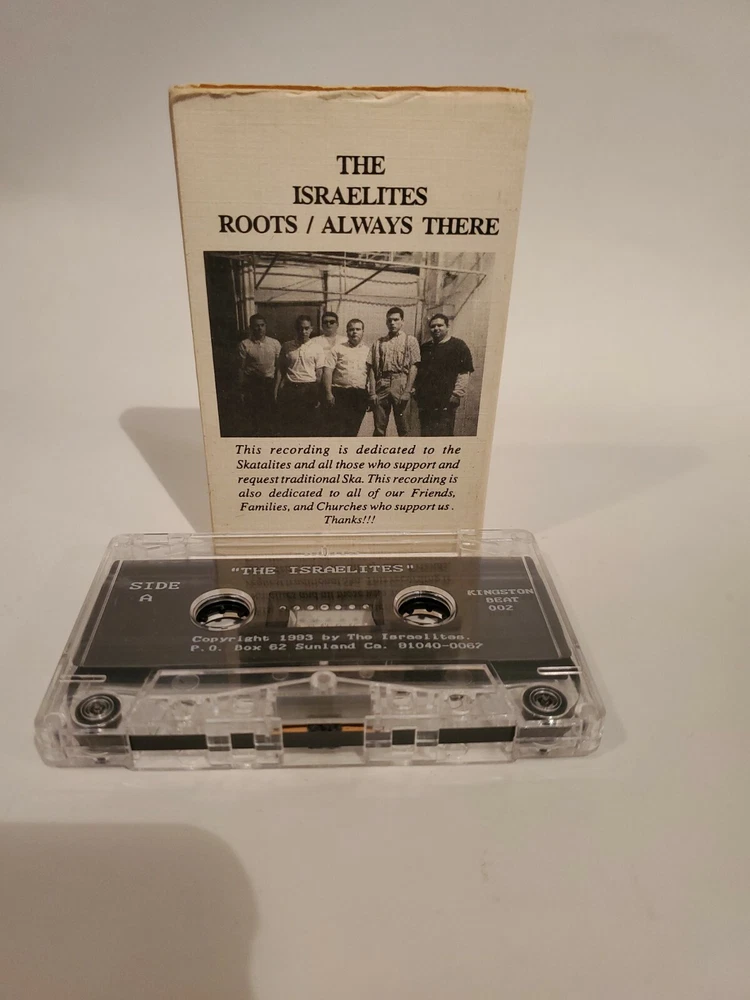 THE
ISRAELITES
ROOTS / ALWAYS THERE
This recording is dedicated to the
Skatalites and all those who support and
request traditional Ska. This recording is
also dedicated to all of our Friends,
Families, and Churches who support us .
Thanks!!!
"THE ISRAELITES"
SIDE
A
KINGSTON
BEAT
002
Copyright 1993 by The Israelites.
P.O. Box 62 Sunland Ca. 91040-0062